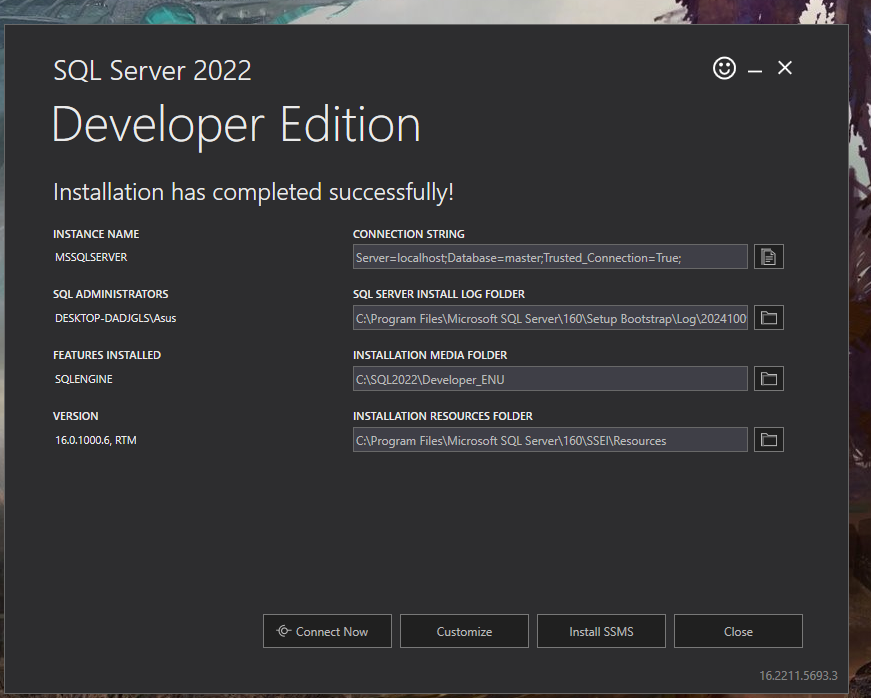 SQL Server 2022
Developer Edition
Installation has completed successfully!
INSTANCE NAME
MSSQLSERVER
CONNECTION STRING
Server=localhost;Database=master;Trusted_Connection=True;
SQL ADMINISTRATORS
DESKTOP-DADJGLS\Asus
SQL SERVER INSTALL LOG FOLDER
C:\Program Files\Microsoft SQL Server\160\Setup Bootstrap\Log\2024100
FEATURES INSTALLED
SQLENGINE
INSTALLATION MEDIA FOLDER
C:\SQL2022\Developer_ENU
VERSION
16.0.1000.6, RTM
INSTALLATION RESOURCES FOLDER
C:\Program Files\Microsoft SQL Server\160\SSEI\Resources
Connect Now
Customize
Install SSMS
Close
16.2211.5693.3